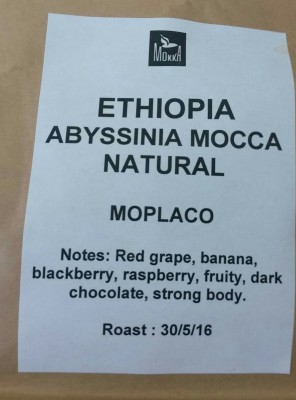 MOKKA
ETHIOPIA
ABYSSINIA MOCCA
NATURAL
MOPLACO
Notes: Red grape, banana,
blackberry, raspberry, fruity, dark
chocolate, strong body.
Roast : 30/5/16